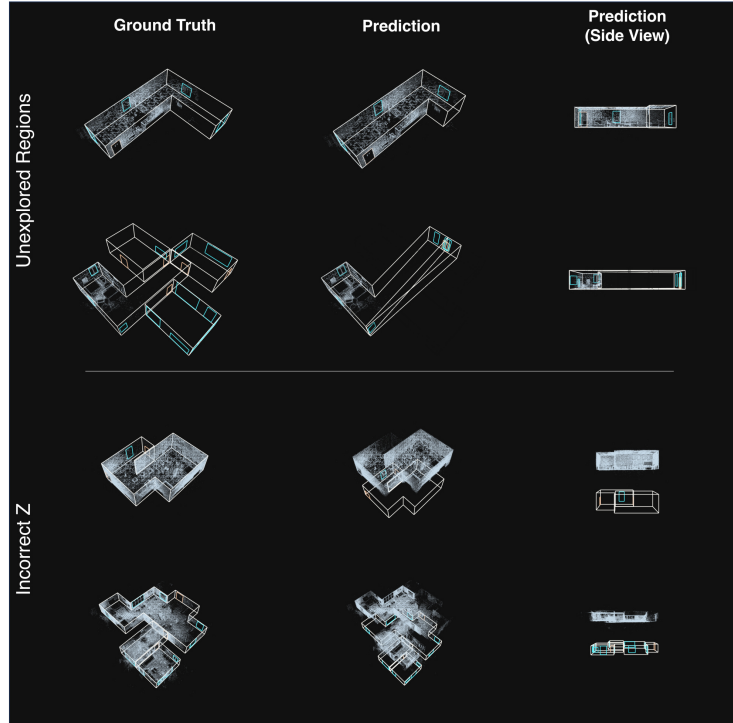 Ground Truth
Prediction
Prediction
(Side View)
Unexplored Regions
Incorrect Z